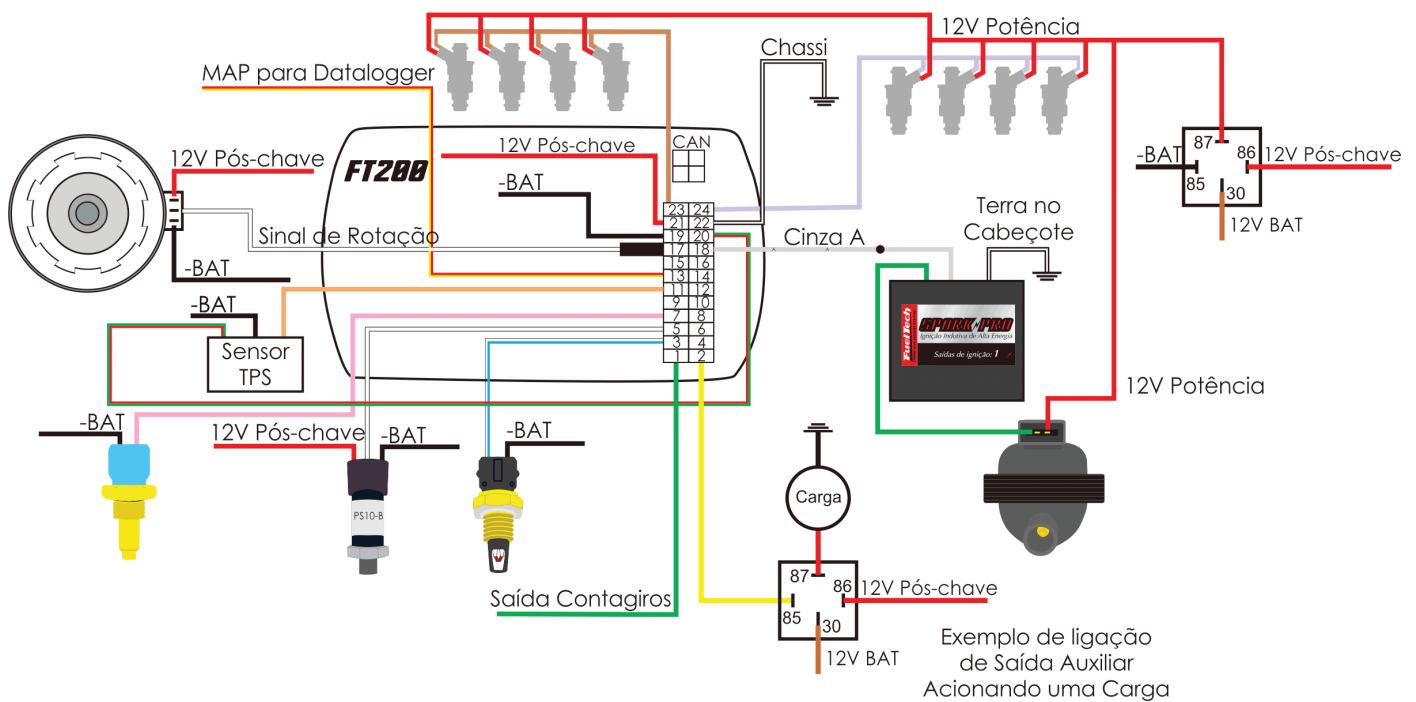 12V Potência
Chassi
MAP para Datalogger
CAN
12V Pós-chave
FT200
12V Pós-chave
-BAT
87
86
-BAT
12V Pós-chave
85
30
12V BAT
23 24
21 22
19 20
17 18
15 16
13 14
11 12
9 10
7 8
5 6
3 4
1 2
Sinal de Rotação
-BAT
Cinza A
Terra no
Cabeçote
FuelTech
SPARK PRO
Ignição Indutiva de Alta Energia
Saídas de ignição: 1
-BAT
Sensor
TPS
12V Potência
-BAT
12V Pós-chave
-BAT
-BAT
PS10-B
Carga
Saída Contagiros
87
86
12V Pós-chave
85
30
12V BAT
Exemplo de ligação
de Saída Auxiliar
Acionando uma Carga